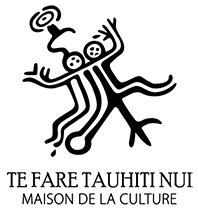 TE FARE TAUHITI NUI
MAISON DE LA CULTURE